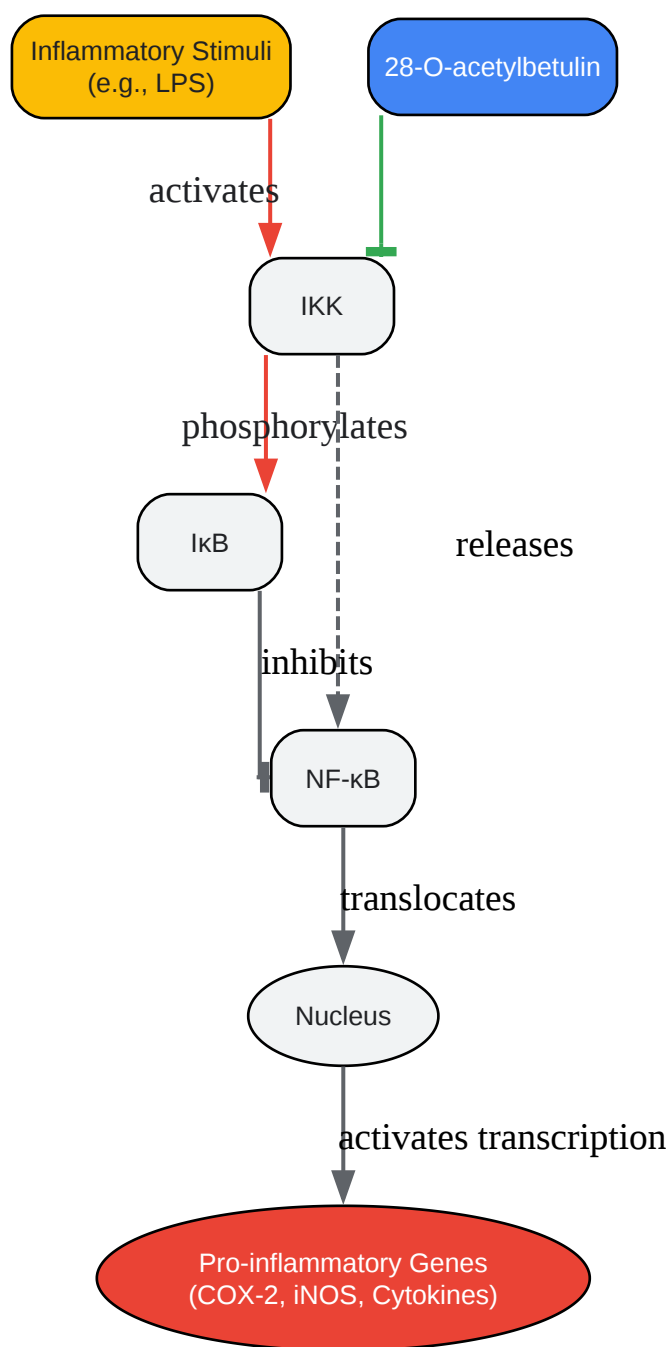 Inflammatory Stimuli
(e.g., LPS)
28-O-acetylbetulin
activates
IKK
phosphorylates
IκB
releases
inhibits
NF-κB
translocates
Nucleus
activates transcription
Pro-inflammatory Genes
(COX-2, iNOS, Cytokines)